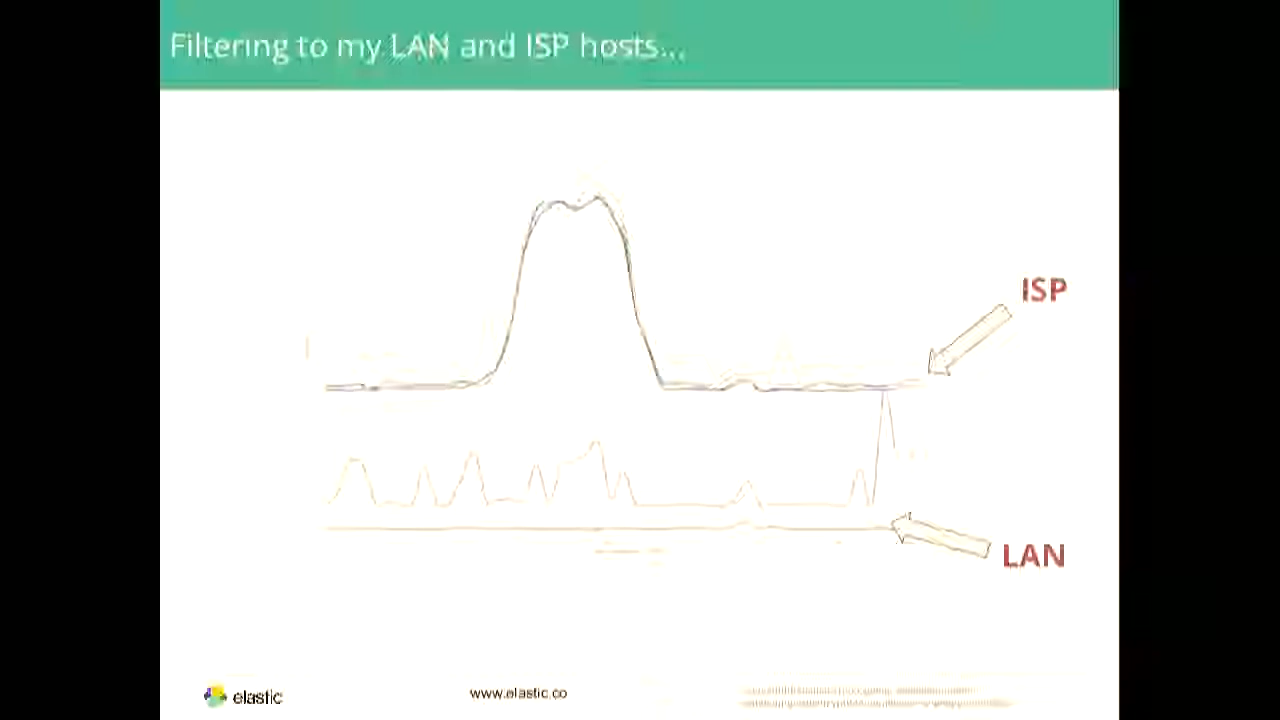 Filtering to my LAN and ISP hosts...
ISP
LAN
elastic
www.elastic.co